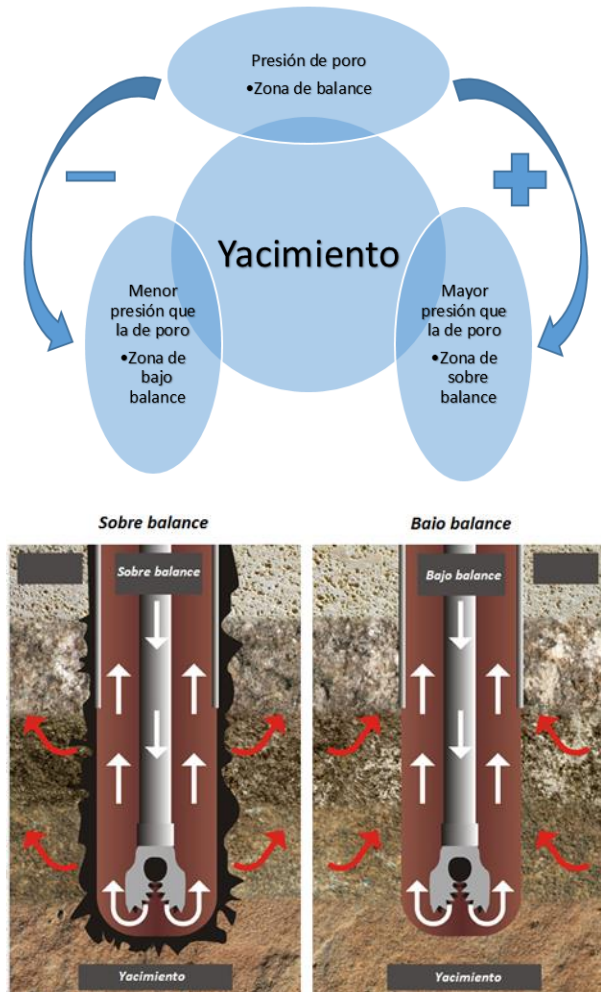 Presión de poro
•Zona de balance
Yacimiento
Menor
presión que
la de poro
•Zona de
bajo
balance
Mayor
presión que
la de poro
•Zona de
sobre
balance
Sobre balance
Baio balance
Sobre balance
Bajo balance
Yacimiento
Yacimiento